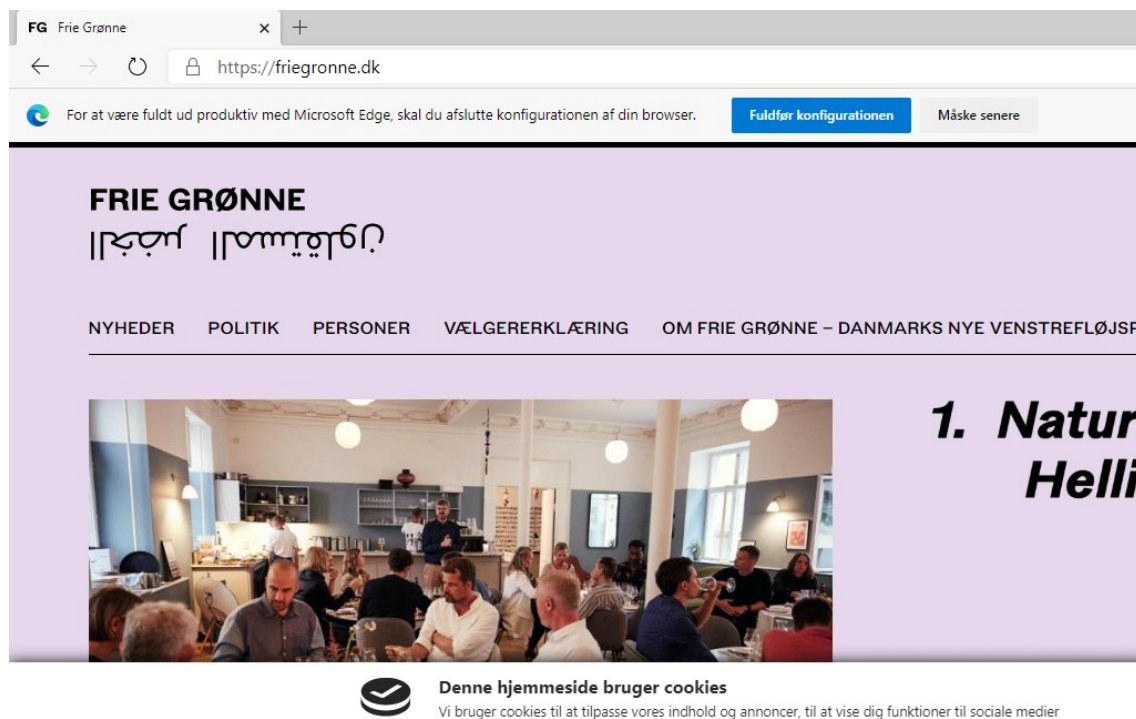 FG Frie Grønne
https://friegronne.dk
For at være fuldt ud produktiv med Microsoft Edge, skal du afslutte konfigurationen af din browser. Fuldfør konfigurationen Måske senere
FRIE GRØNNE
الخضر المستقلون
NYHEDER POLITIK PERSONER VÆLGERERKLÆRING OM FRIE GRØNNE – DANMARKS NYE VENSTREFLØJSP
1. Natur
Helli
Denne hjemmeside bruger cookies
Vi bruger cookies til at tilpasse vores indhold og annoncer, til at vise dig funktioner til sociale medier